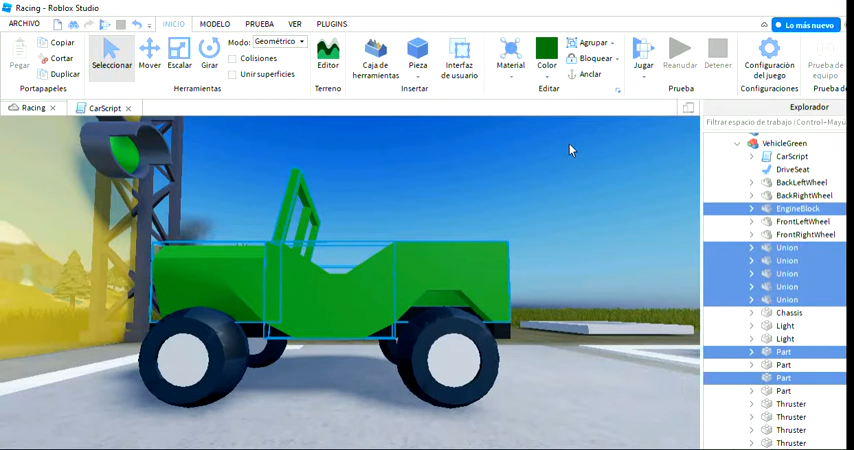 Racing - Roblox Studio
ARCHIVO INICIO MODELO PRUEBA VER PLUGINS
Lo más nuevo
Pegar
Copiar
Cortar
Duplicar
Portapapeles
Seleccionar
Mover
Escalar
Girar
Modo: Geométrico
Colisiones
Unir superficies
Herramientas
Editor
Terreno
Caja de herramientas
Pieza
Interfaz de usuario
Insertar
Material
Color
Agrupar
Bloquear
Anclar
Editar
Jugar
Reanudar
Detener
Prueba
Configuración del juego
Configuraciones
Prueba de equipo
Racing
CarScript
Explorador
Filtrar espacio de trabajo (Control+Mayú
VehicleGreen
CarScript
DriveSeat
BackLeftWheel
BackRightWheel
EngineBlock
FrontLeftWheel
FrontRightWheel
Union
Union
Union
Union
Union
Chassis
Light
Light
Part
Part
Part
Part
Thruster
Thruster
Thruster
Thruster